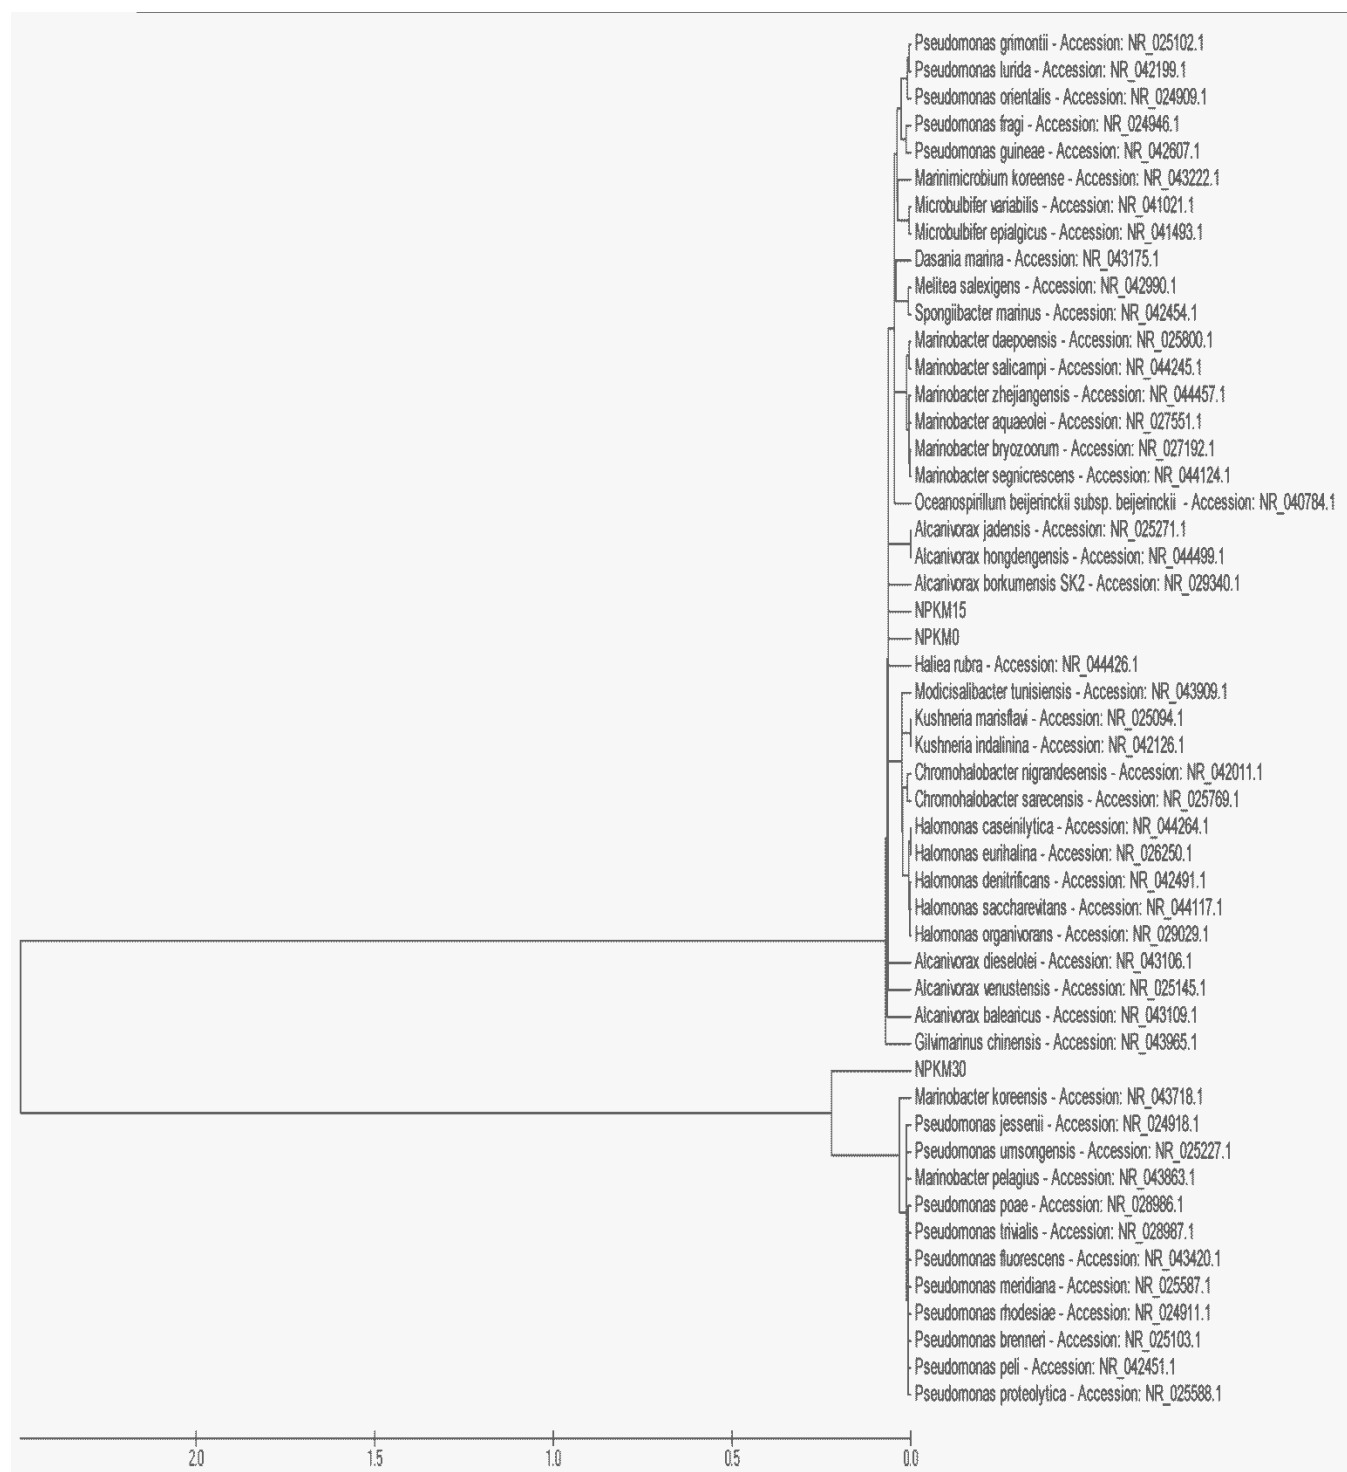 Pseudomonas grimontii - Accession: NR_025102.1
Pseudomonas lurida - Accession: NR_042199.1
Pseudomonas orientalis - Accession: NR_024909.1
Pseudomonas fragi - Accession: NR_024946.1
Pseudomonas guineae - Accession: NR_042607.1
Marinimicrobium koreense - Accession: NR_043222.1
Microbulbifer variabilis - Accession: NR_041021.1
Microbulbifer epialgicus - Accession: NR_041493.1
Dasania marina - Accession: NR_043175.1
Melitea salexigens - Accession: NR_042990.1
Spongiibacter marinus - Accession: NR_042454.1
Marinobacter daepoensis - Accession: NR_025800.1
Marinobacter salicampi - Accession: NR_044245.1
Marinobacter zhejiangensis - Accession: NR_044457.1
Marinobacter aquaeolei - Accession: NR_027551.1
Marinobacter bryozoorum - Accession: NR_027192.1
Marinobacter segnicrescens - Accession: NR_044124.1
Oceanospirillum beijerinckii subsp. beijerinckii - Accession: NR_040784.1
Alcanivorax jadensis - Accession: NR_025271.1
Alcanivorax hongdengensis - Accession: NR_044499.1
Alcanivorax borkumensis SK2 - Accession: NR_029340.1
NPKM15
NPKM0
Haliea rubra - Accession: NR_044426.1
Modicisalibacter tunisiensis - Accession: NR_043909.1
Kushneria marisflavi - Accession: NR_025094.1
Kushneria indalinina - Accession: NR_042126.1
Chromohalobacter nigrandesensis - Accession: NR_042011.1
Chromohalobacter sarecensis - Accession: NR_025769.1
Halomonas caseinilytica - Accession: NR_044264.1
Halomonas eurihalina - Accession: NR_026250.1
Halomonas denitrificans - Accession: NR_042491.1
Halomonas saccharevitans - Accession: NR_044117.1
Halomonas organivorans - Accession: NR_029029.1
Alcanivorax dieselolei - Accession: NR_043106.1
Alcanivorax venustensis - Accession: NR_025145.1
Alcanivorax balearicus - Accession: NR_043109.1
Gilvimarinus chinensis - Accession: NR_043965.1
NPKM30
Marinobacter koreensis - Accession: NR_043718.1
Pseudomonas jessenii - Accession: NR_024918.1
Pseudomonas umsongensis - Accession: NR_025227.1
Marinobacter pelagius - Accession: NR_043863.1
Pseudomonas poae - Accession: NR_028986.1
Pseudomonas trivialis - Accession: NR_028987.1
Pseudomonas fluorescens - Accession: NR_043420.1
Pseudomonas meridiana - Accession: NR_025587.1
Pseudomonas rhodesiae - Accession: NR_024911.1
Pseudomonas brenneri - Accession: NR_025103.1
Pseudomonas peli - Accession: NR_042451.1
Pseudomonas proteolytica - Accession: NR_025588.1
2.0 1.5 1.0 0.5 0.0